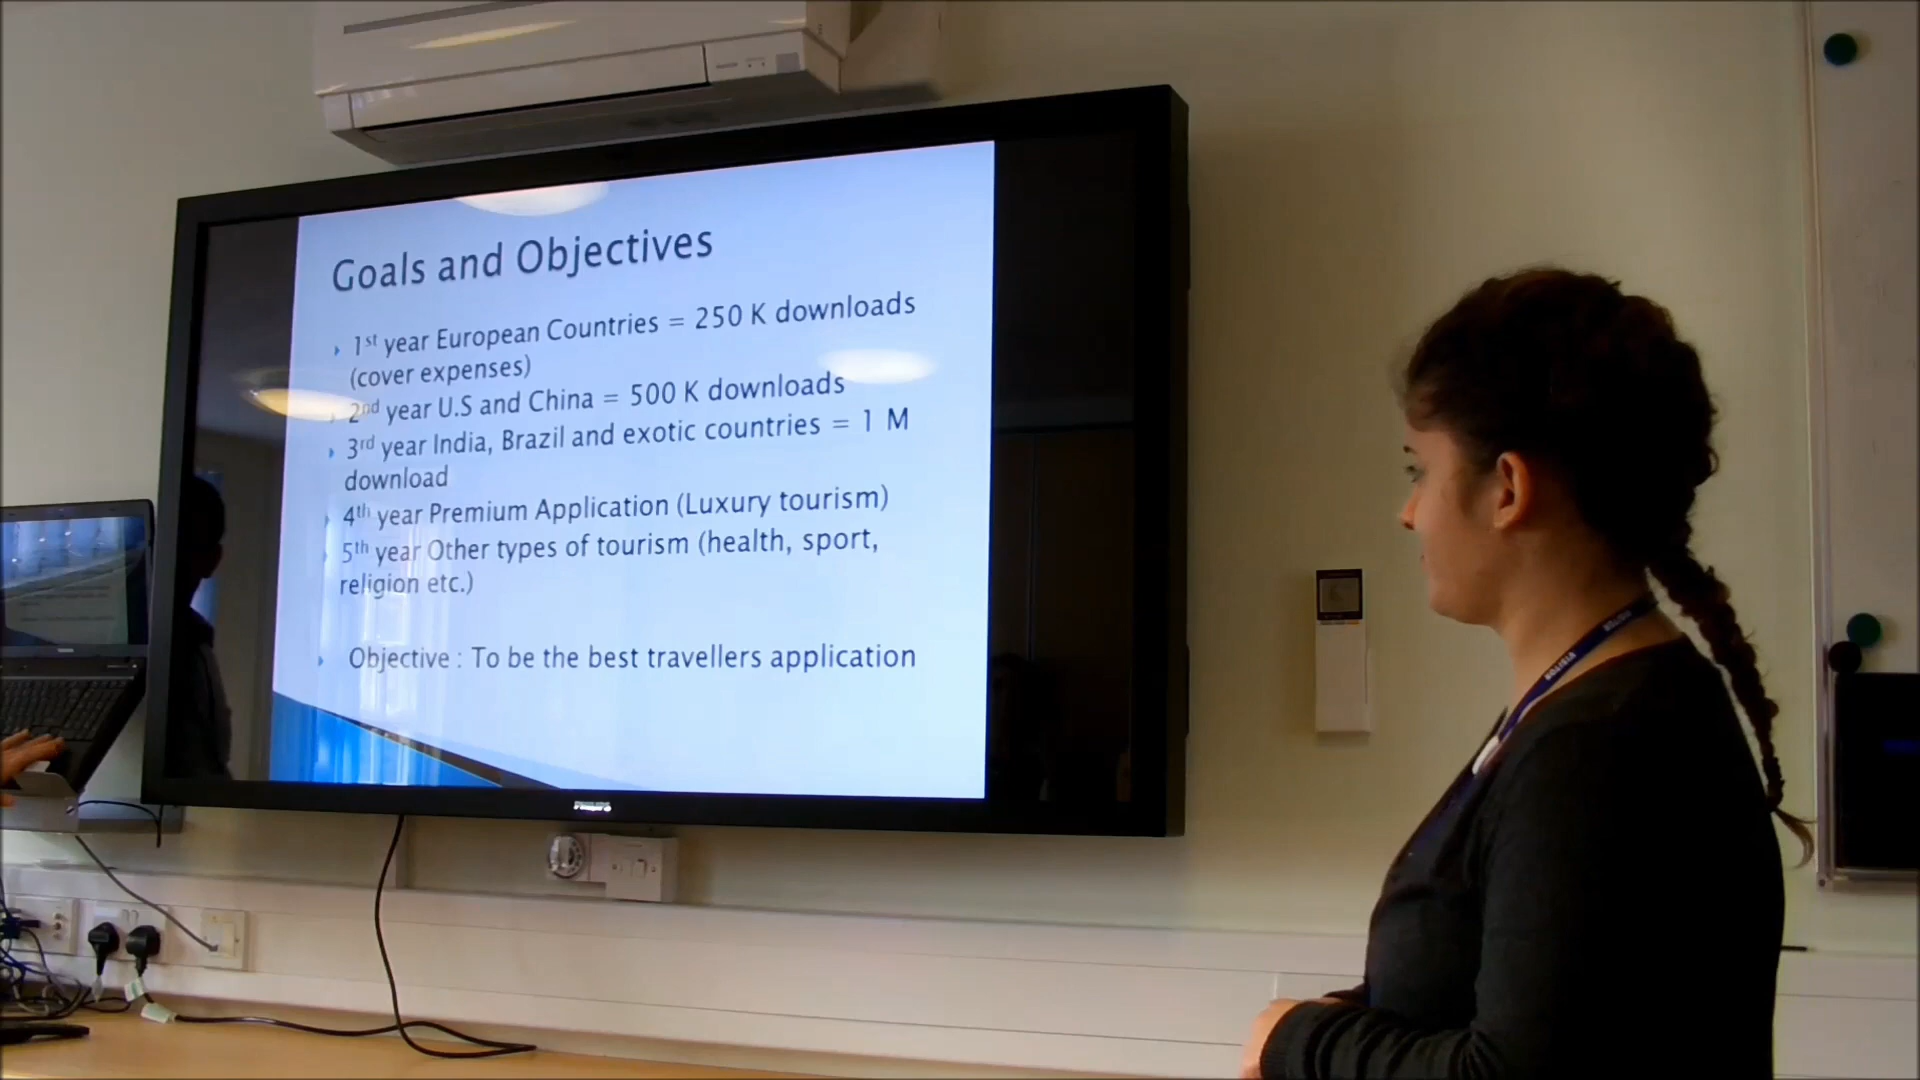 Goals and Objectives
1st year European Countries = 250 K downloads
(cover expenses)
2nd year U.S and China = 500 K downloads
3rd year India, Brazil and exotic countries = 1 M
download
4th year Premium Application (Luxury tourism)
5th year Other types of tourism (health, sport,
religion etc.)
Objective : To be the best travellers application
PHILIPS
VISITOR
VISITOR